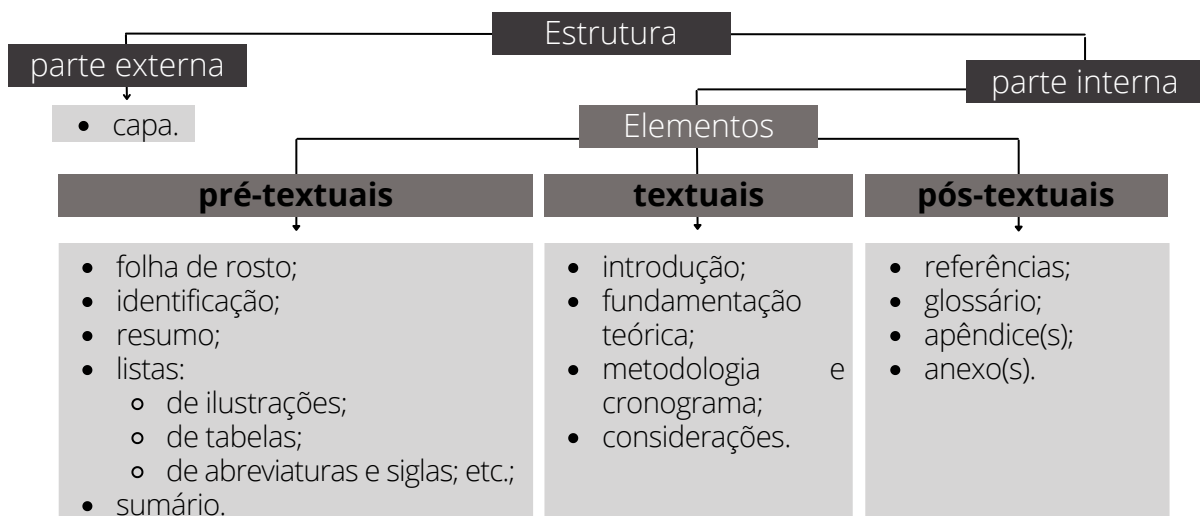 Estrutura
parte externa
parte interna
• capa.
Elementos
pré-textuais
textuais
pós-textuais
• folha de rosto;
• identificação;
• resumo;
• listas:
◦ de ilustrações;
◦ de tabelas;
◦ de abreviaturas e siglas; etc.;
• sumário.
• introdução;
• fundamentação
teórica;
• metodologia e
cronograma;
• considerações.
• referências;
• glossário;
• apêndice(s);
• anexo(s).